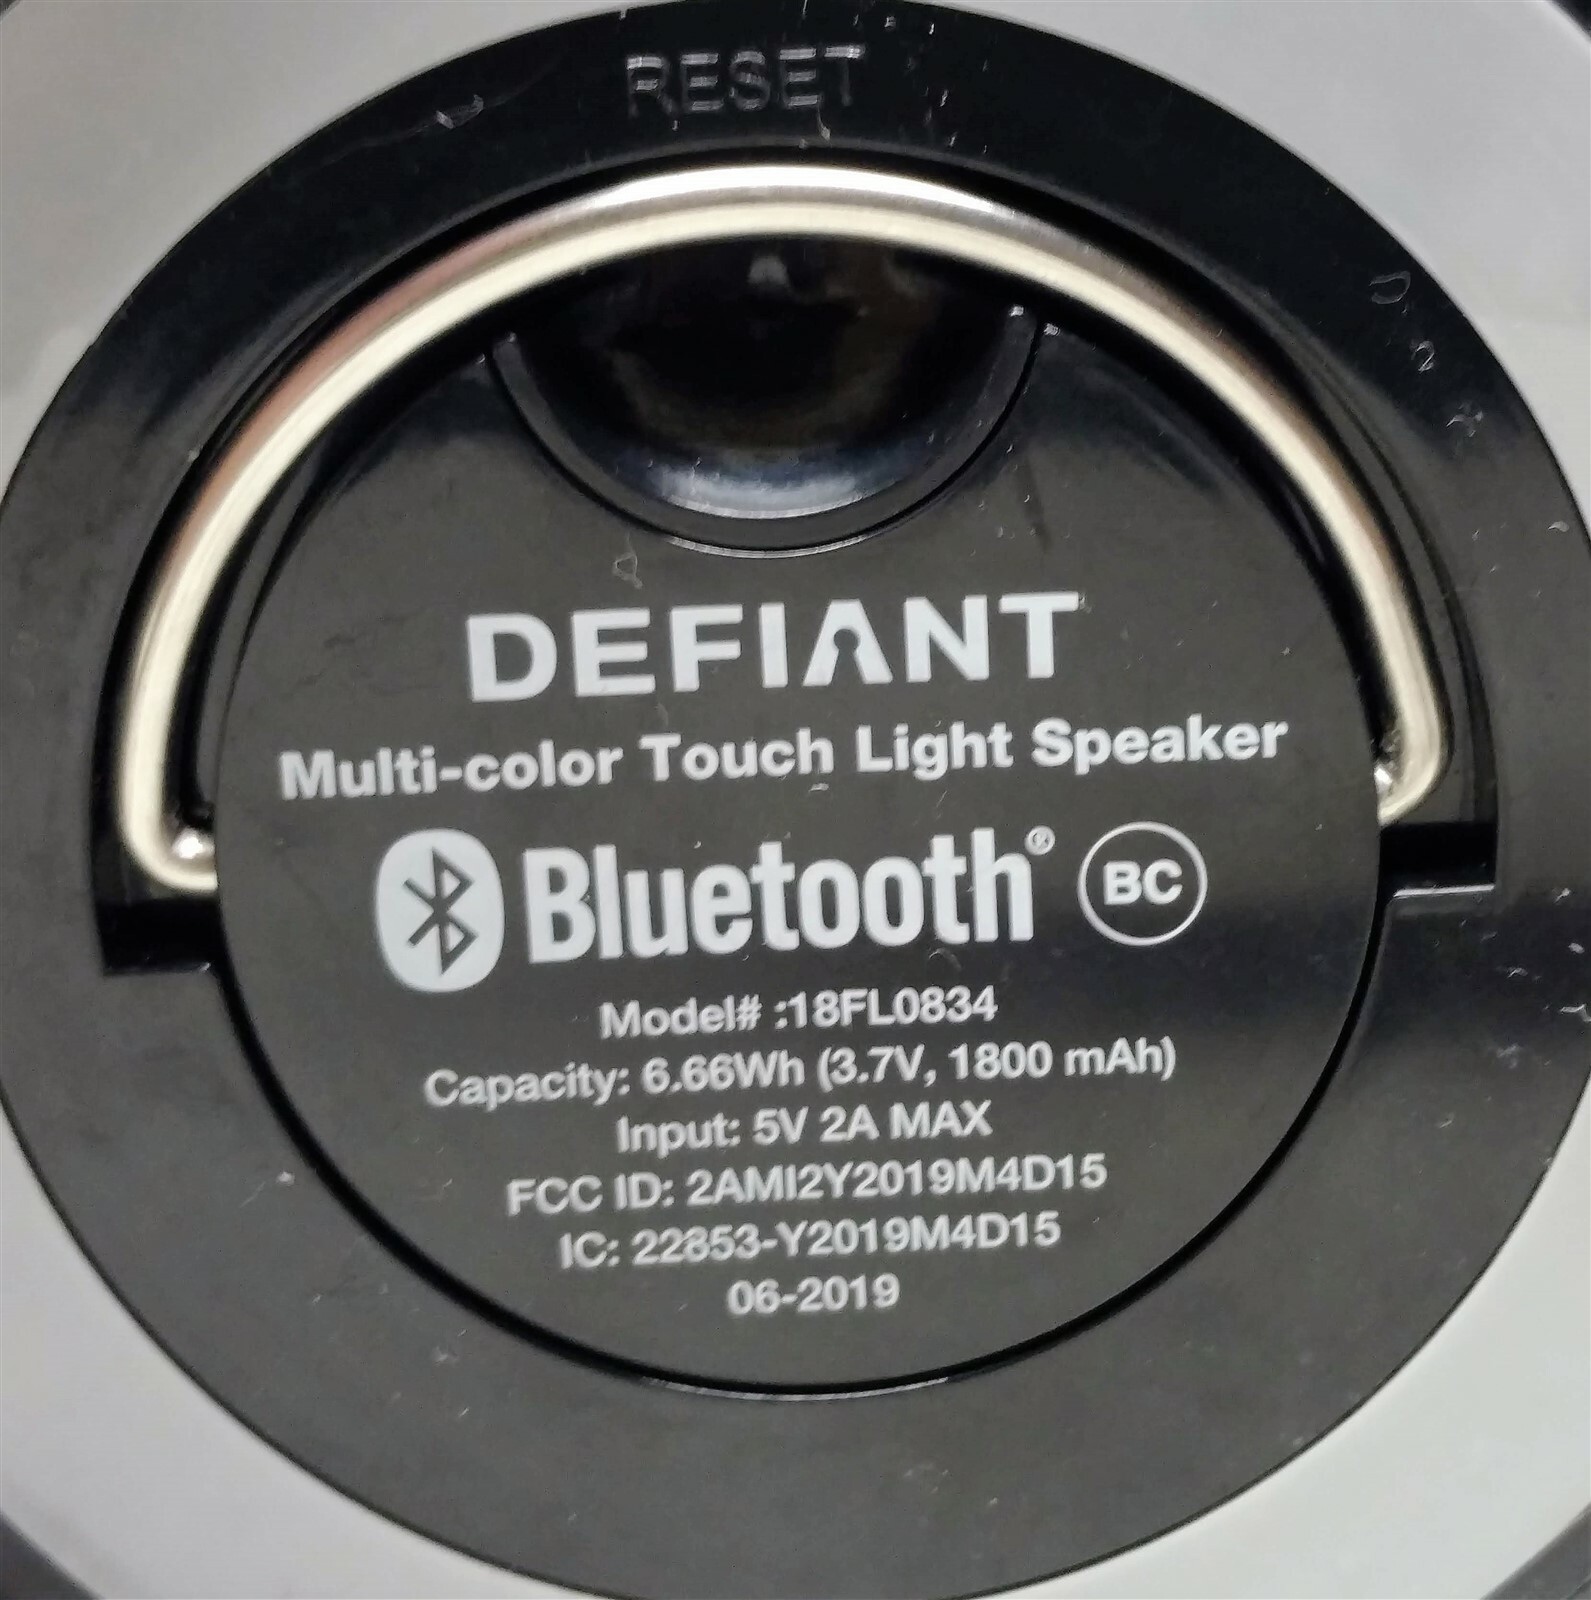 RESET
DEFIANT
Multi-color Touch Light Speaker
Bluetooth® BC
Model# :18FL0834
Capacity: 6.66Wh (3.7V, 1800 mAh)
Input: 5V 2A MAX
FCC ID: 2AMI2Y2019M4D15
IC: 22853-Y2019M4D15
06-2019